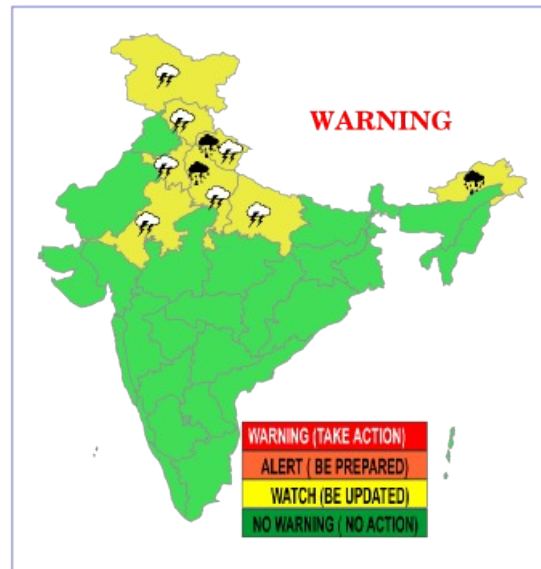 WARNING
WARNING (TAKE ACTION)
ALERT ( BE PREPARED)
WATCH (BE UPDATED)
NO WARNING ( NO ACTION)